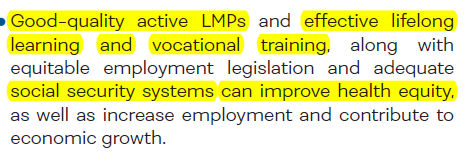 • Good-quality active LMPs and effective lifelong
learning and vocational training, along with
equitable employment legislation and adequate
social security systems can improve health equity,
as well as increase employment and contribute to
economic growth.